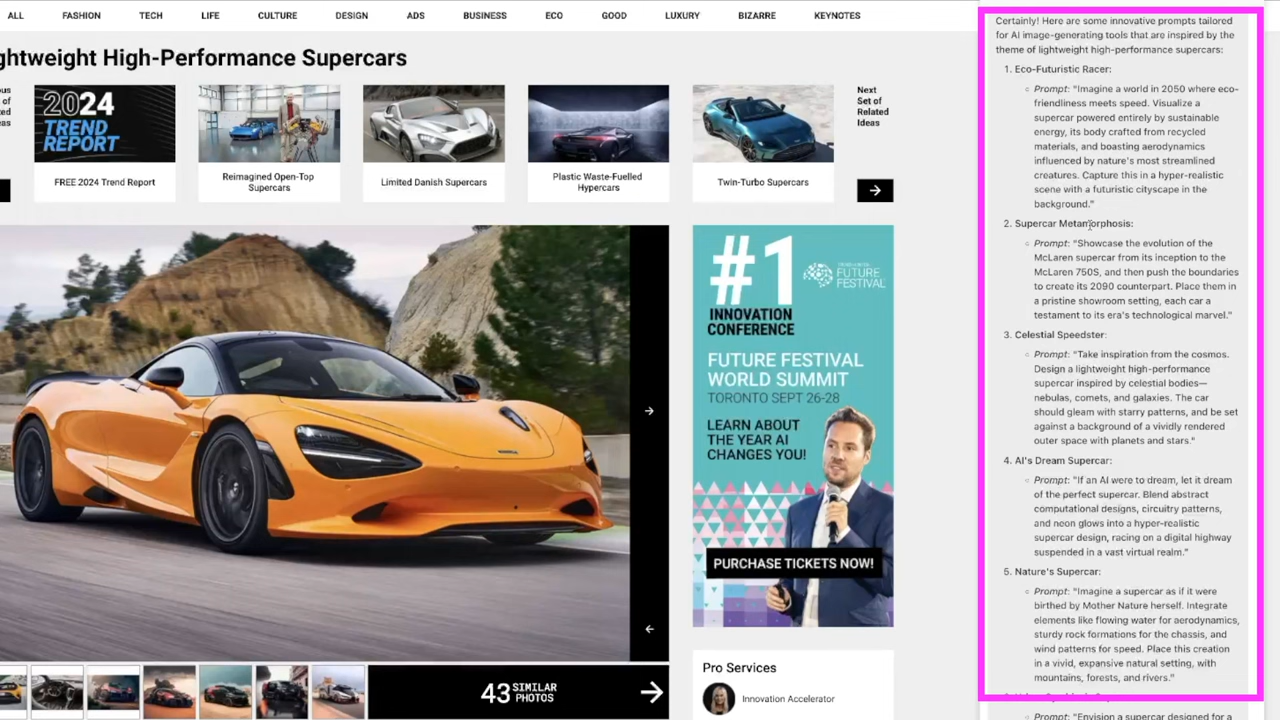 ALL FASHION TECH LIFE CULTURE DESIGN ADS BUSINESS ECO GOOD LUXURY BIZARRE KEYNOTES
ghtweight High-Performance Supercars
2024
TREND
REPORT
FREE 2024 Trend Report
Reimagined Open-Top
Supercars
Limited Danish Supercars
Plastic Waste-Fuelled
Hypercars
Twin-Turbo Supercars
Next
Set of
Related
Ideas
#1
INNOVATION
CONFERENCE
FUTURE
FESTIVAL
FUTURE FESTIVAL
WORLD SUMMIT
TORONTO SEPT 26-28
LEARN ABOUT
THE YEAR AI
CHANGES YOU!
PURCHASE TICKETS NOW!
43 SIMILAR
PHOTOS
Pro Services
Innovation Accelerator
Certainly! Here are some innovative prompts tailored
for AI image-generating tools that are inspired by the
theme of lightweight high-performance supercars:
1. Eco-Futuristic Racer:
Prompt: "Imagine a world in 2050 where eco-
friendliness meets speed. Visualize a
supercar powered entirely by sustainable
energy, its body crafted from recycled
materials, and boasting aerodynamics
influenced by nature's most streamlined
creatures. Capture this in a hyper-realistic
scene with a futuristic cityscape in the
background."
2. Supercar Metamorphosis:
Prompt: "Showcase the evolution of the
McLaren supercar from its inception to the
McLaren 750S, and then push the boundaries
to create its 2090 counterpart. Place them in
a pristine showroom setting, each car a
testament to its era's technological marvel."
3. Celestial Speedster:
Prompt: "Take inspiration from the cosmos.
Design a lightweight high-performance
supercar inspired by celestial bodies—
nebulas, comets, and galaxies. The car
should gleam with starry patterns, and be set
against a background of a vividly rendered
outer space with planets and stars."
4. AI's Dream Supercar:
Prompt: "If an AI were to dream, let it dream
of the perfect supercar. Blend abstract
computational designs, circuitry patterns,
and neon glows into a hyper-realistic
supercar design, racing on a digital highway
suspended in a vast virtual realm."
5. Nature's Supercar:
Prompt: "Imagine a supercar as if it were
birthed by Mother Nature herself. Integrate
elements like flowing water for aerodynamics,
sturdy rock formations for the chassis, and
wind patterns for speed. Place this creation
in a vivid, expansive natural setting, with
mountains, forests, and rivers."
Prompt: "Envision a supercar designed for a